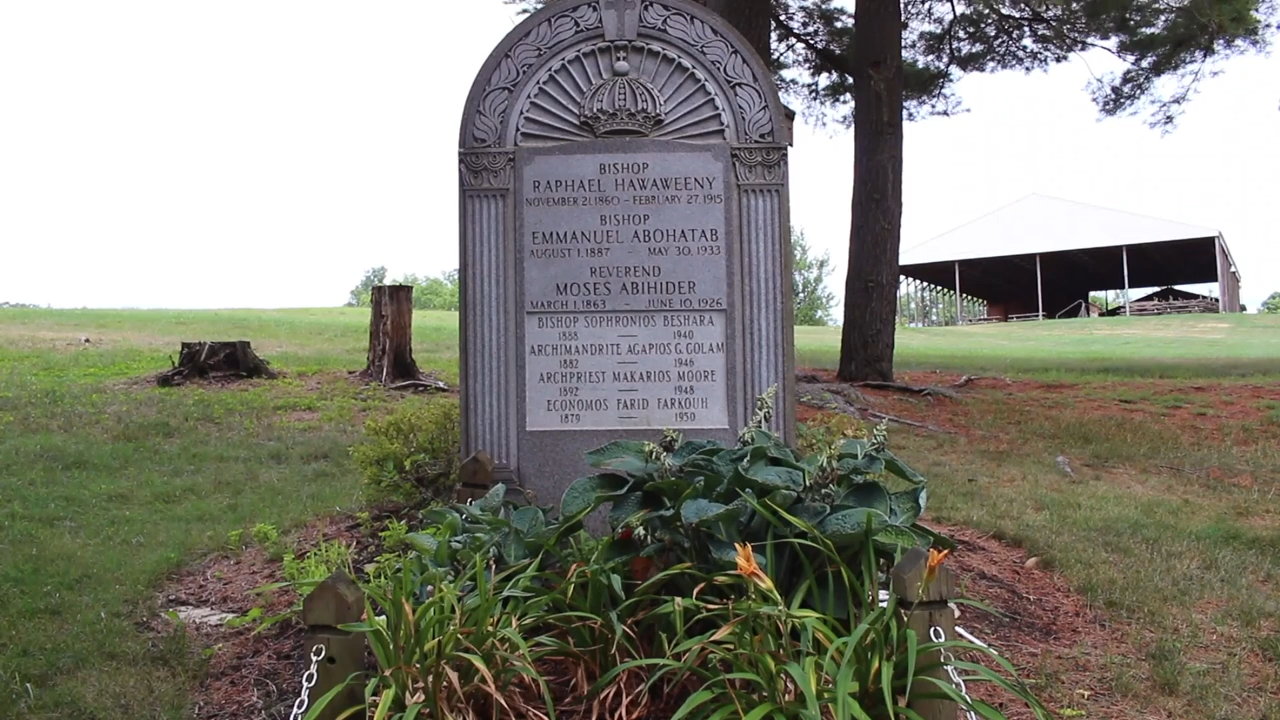 BISHOP
RAPHAEL HAWAWEENY
NOVEMBER 21.1860 – FEBRUARY 27.1915
BISHOP
EMMANUEL ABOHATAB
AUGUST 1.1887 – MAY 30.1933
REVEREND
MOSES ABIHIDER
MARCH 1.1863 – JUNE 10.1926
BISHOP SOPHRONIOS BESHARA
1888 — 1940
ARCHIMANDRITE AGAPIOS G. GOLAM
1882 — 1946
ARCHPRIEST MAKARIOS MOORE
1892 — 1948
ECONOMOS FARID FARKOUH
1879 — 1950